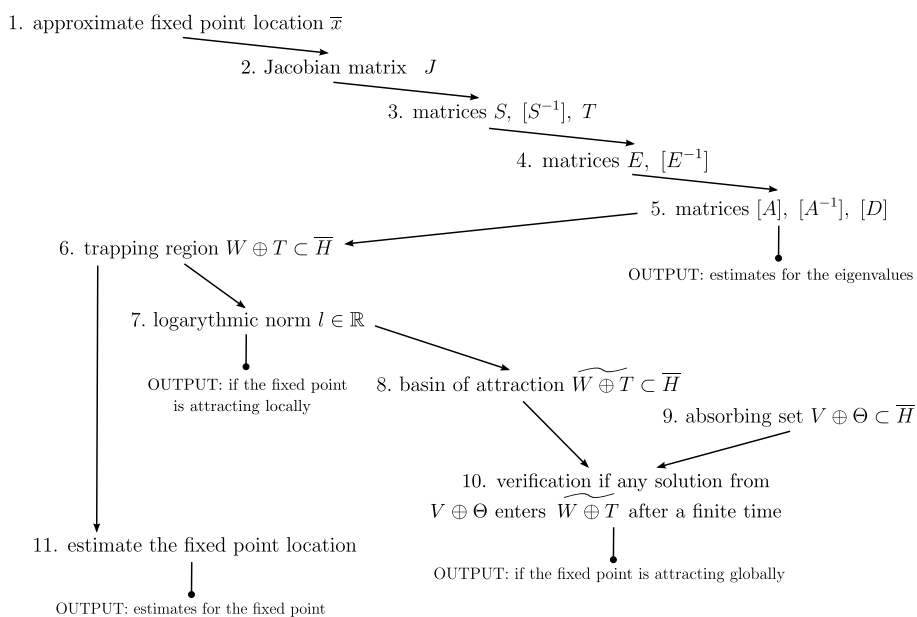 1. approximate fixed point location x̅
2. Jacobian matrix J
3. matrices S, [S⁻¹], T
4. matrices E, [E⁻¹]
5. matrices [A], [A⁻¹], [D]
OUTPUT: estimates for the eigenvalues
6. trapping region W ⊕ T ⊂ H̅
7. logarythmic norm l ∈ ℝ
OUTPUT: if the fixed point
is attracting locally
8. basin of attraction W͠ ⊕ T ⊂ H̅
9. absorbing set V ⊕ Θ ⊂ H̅
10. verification if any solution from
V ⊕ Θ enters W͠ ⊕ T after a finite time
OUTPUT: if the fixed point is attracting globally
11. estimate the fixed point location
OUTPUT: estimates for the fixed point